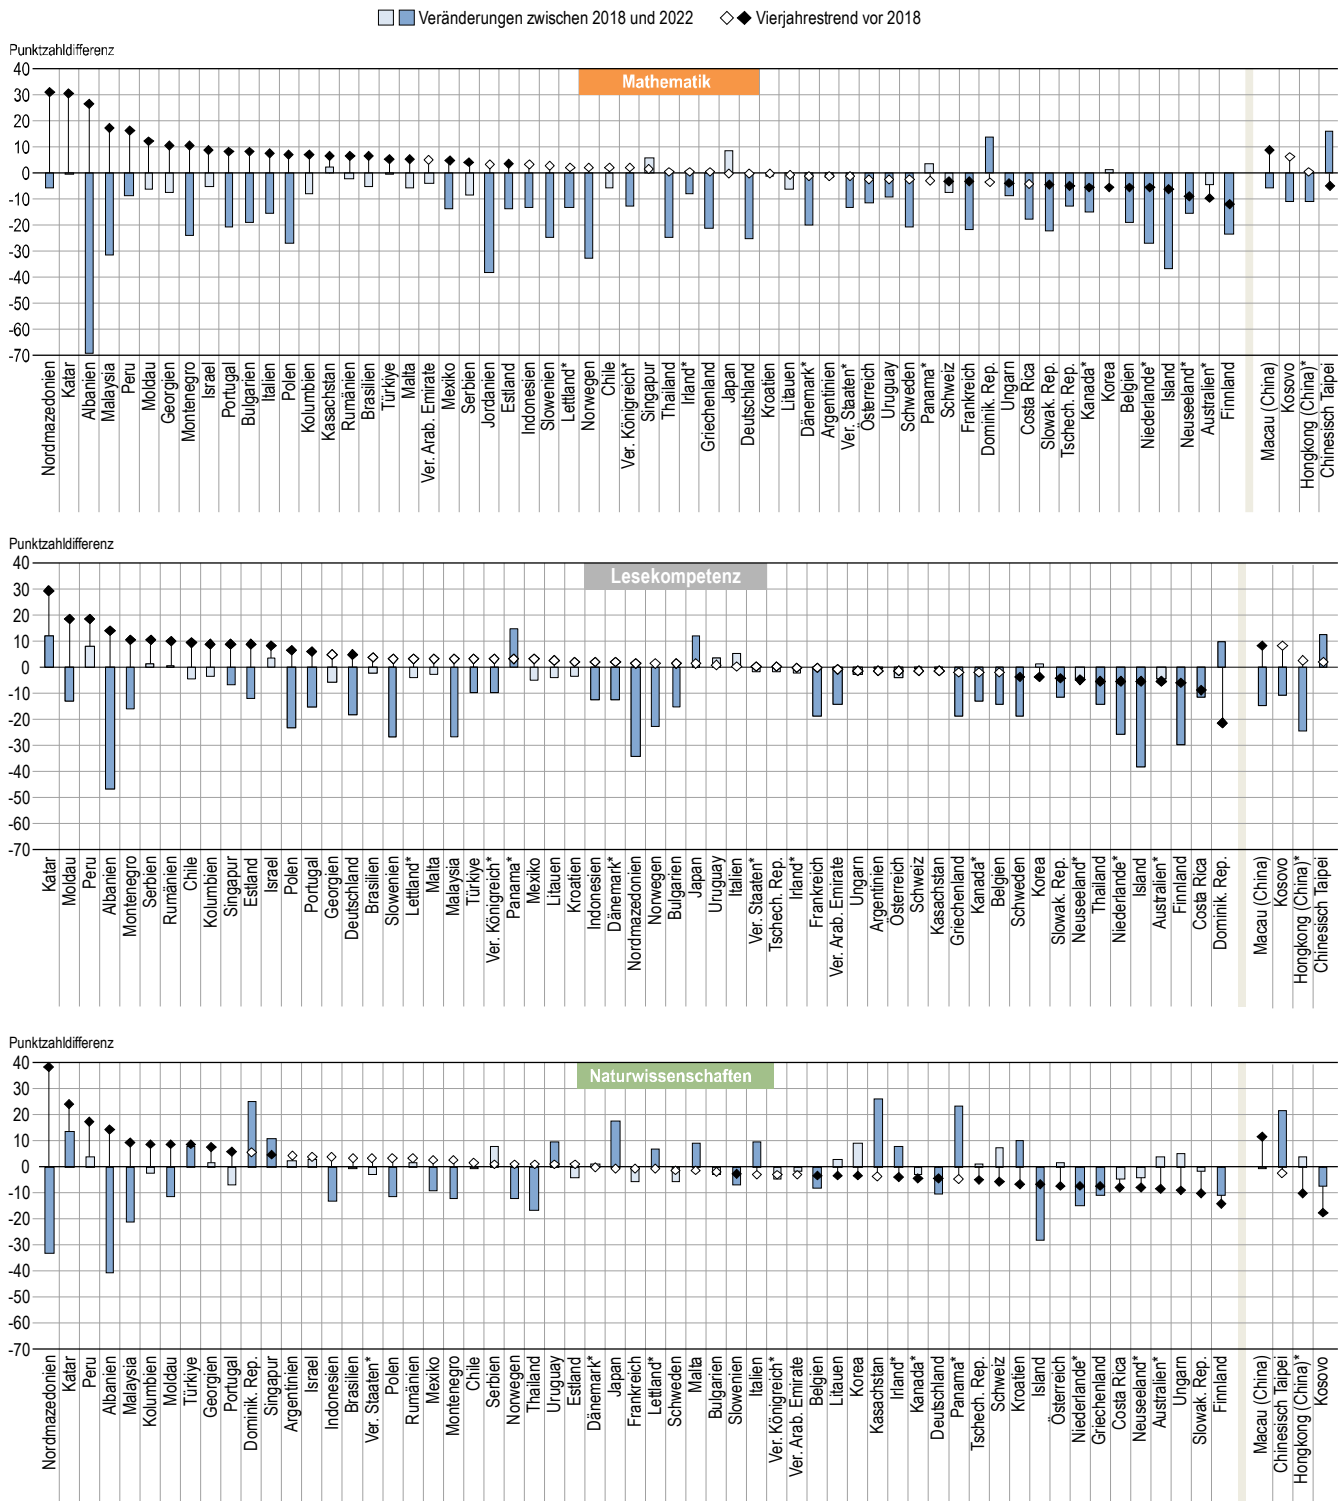 Veränderungen zwischen 2018 und 2022
Vierjahrestrend vor 2018
Punktzahldifferenz
Mathematik
40
30
20
10
0
-10
-20
-30
-40
-50
-60
-70
Nordmazedonien
Katar
Albanien
Malaysia
Peru
Moldau
Georgien
Montenegro
Israel
Portugal
Bulgarien
Italien
Polen
Kolumbien
Kasachstan
Rumänien
Brasilien
Türkiye
Malta
Ver. Arab. Emirate
Mexiko
Serbien
Jordanien
Estland
Indonesien
Slowenien
Lettland*
Norwegen
Chile
Ver. Königreich*
Singapur
Thailand
Irland*
Griechenland
Japan
Deutschland
Kroatien
Litauen
Dänemark*
Argentinien
Ver. Staaten*
Österreich
Uruguay
Schweden
Panama*
Schweiz
Frankreich
Dominik. Rep.
Ungarn
Costa Rica
Slowak. Rep.
Tschech. Rep.
Kanada*
Korea
Belgien
Niederlande*
Island
Neuseeland*
Australien*
Finnland
Macau (China)
Kosovo
Hongkong (China)*
Chinesisch Taipei
Punktzahldifferenz
Lesekompetenz
40
30
20
10
0
-10
-20
-30
-40
-50
-60
-70
Katar
Moldau
Peru
Albanien
Montenegro
Serbien
Rumänien
Chile
Kolumbien
Singapur
Estland
Israel
Polen
Portugal
Georgien
Deutschland
Brasilien
Slowenien
Lettland*
Malta
Malaysia
Türkiye
Ver. Königreich*
Panama*
Mexiko
Litauen
Kroatien
Indonesien
Dänemark*
Nordmazedonien
Norwegen
Bulgarien
Japan
Uruguay
Italien
Ver. Staaten*
Tschech. Rep.
Irland*
Frankreich
Ver. Arab. Emirate
Ungarn
Argentinien
Österreich
Schweiz
Kasachstan
Griechenland
Kanada*
Belgien
Schweden
Korea
Slowak. Rep.
Neuseeland*
Thailand
Niederlande*
Island
Australien*
Finnland
Costa Rica
Dominik. Rep.
Macau (China)
Kosovo
Hongkong (China)*
Chinesisch Taipei
Punktzahldifferenz
Naturwissenschaften
40
30
20
10
0
-10
-20
-30
-40
-50
-60
-70
Nordmazedonien
Katar
Peru
Albanien
Malaysia
Kolumbien
Moldau
Türkiye
Georgien
Portugal
Dominik. Rep.
Singapur
Argentinien
Israel
Indonesien
Brasilien
Ver. Staaten*
Polen
Rumänien
Mexiko
Montenegro
Chile
Serbien
Norwegen
Thailand
Uruguay
Estland
Dänemark*
Japan
Frankreich
Lettland*
Schweden
Malta
Bulgarien
Slowenien
Italien
Ver. Königreich*
Ver. Arab. Emirate
Belgien
Litauen
Korea
Kasachstan
Irland*
Kanada*
Deutschland
Panama*
Tschech. Rep.
Schweiz
Kroatien
Island
Österreich
Niederlande*
Griechenland
Costa Rica
Neuseeland*
Australien*
Ungarn
Slowak. Rep.
Finnland
Macau (China)
Chinesisch Taipei
Hongkong (China)*
Kosovo